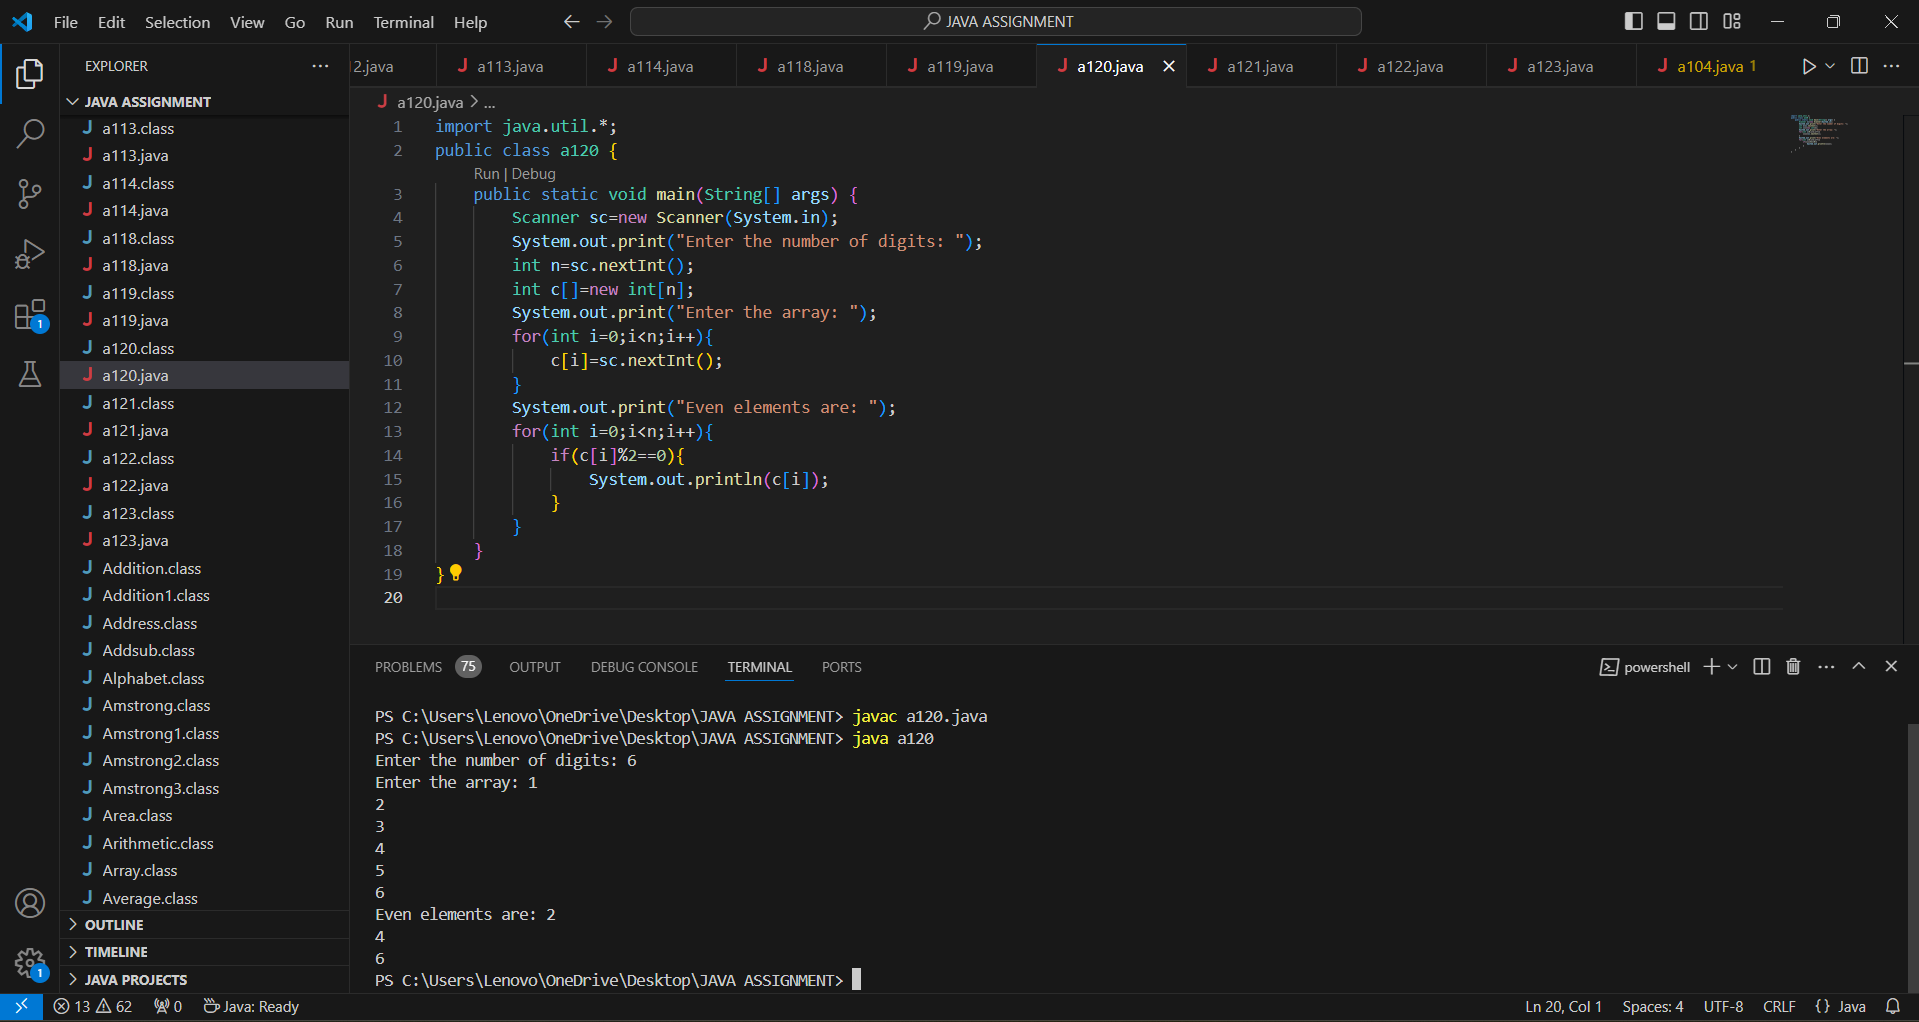 File Edit Selection View Go Run Terminal Help
JAVA ASSIGNMENT
EXPLORER
JAVA ASSIGNMENT
J a113.class
J a113.java
J a114.class
J a114.java
J a118.class
J a118.java
J a119.class
J a119.java
J a120.class
J a120.java
J a121.class
J a121.java
J a122.class
J a122.java
J a123.class
J a123.java
J Addition.class
J Addition1.class
J Address.class
J Addsub.class
J Alphabet.class
J Amstrong.class
J Amstrong1.class
J Amstrong2.class
J Amstrong3.class
J Area.class
J Arithmetic.class
J Array.class
J Average.class
OUTLINE
TIMELINE
JAVA PROJECTS
1
1
12.java J a113.java J a114.java J a118.java J a119.java J a120.java J a121.java J a122.java J a123.java J a104.java 1
J a120.java > ...
1 import java.util.*;
2 public class a120 {
Run | Debug
3 public static void main(String[] args) {
4 Scanner sc=new Scanner(System.in);
5 System.out.print("Enter the number of digits: ");
6 int n=sc.nextInt();
7 int c[]=new int[n];
8 System.out.print("Enter the array: ");
9 for(int i=0;i<n;i++){
10 c[i]=sc.nextInt();
11 }
12 System.out.print("Even elements are: ");
13 for(int i=0;i<n;i++){
14 if(c[i]%2==0){
15 System.out.println(c[i]);
16 }
17 }
18 }
19 }
20
PROBLEMS 75 OUTPUT DEBUG CONSOLE TERMINAL PORTS powershell
PS C:\Users\Lenovo\OneDrive\Desktop\JAVA ASSIGNMENT> javac a120.java
PS C:\Users\Lenovo\OneDrive\Desktop\JAVA ASSIGNMENT> java a120
Enter the number of digits: 6
Enter the array: 1
2
3
4
5
6
Even elements are: 2
4
6
PS C:\Users\Lenovo\OneDrive\Desktop\JAVA ASSIGNMENT>
13 62 0 Java: Ready Ln 20, Col 1 Spaces: 4 UTF-8 CRLF {} Java